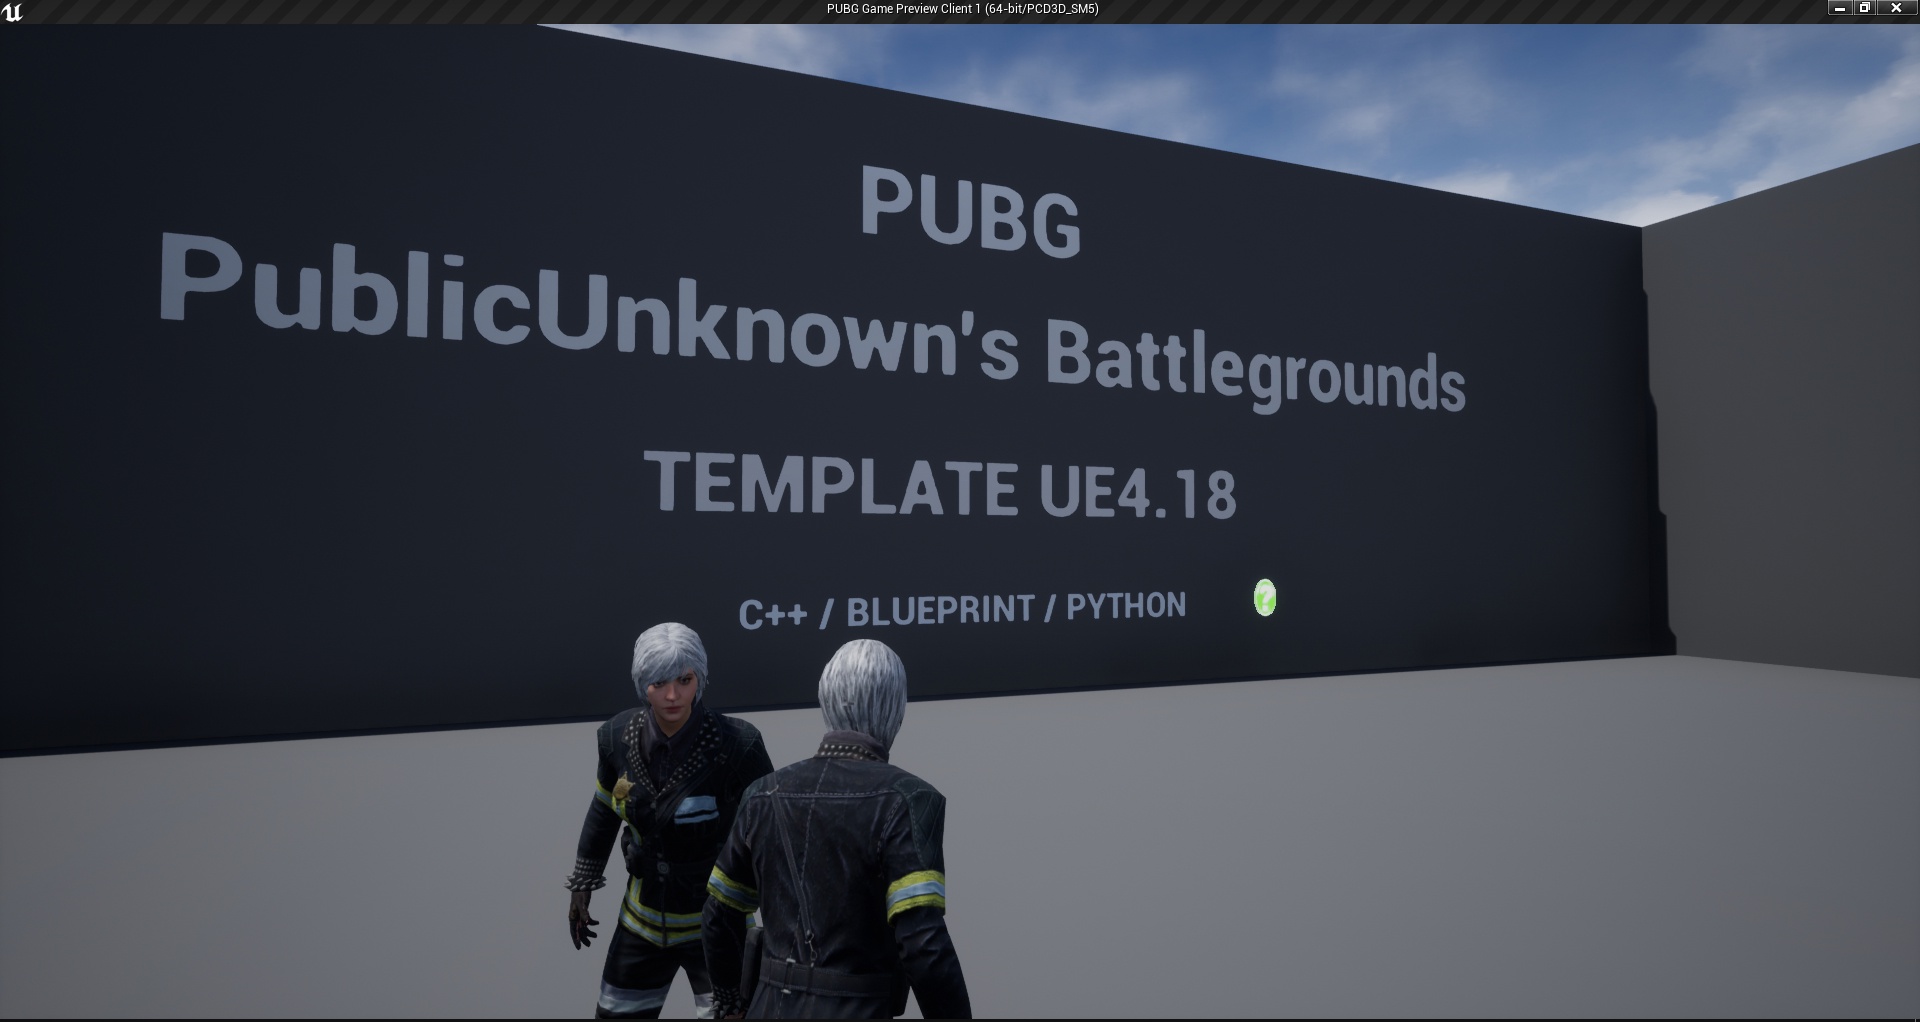 PUBG Game Preview Client 1 (64-bit/PCD3D_SM5)
PUBG
PublicUnknown's Battlegrounds
TEMPLATE UE4.18
C++ / BLUEPRINT / PYTHON
?